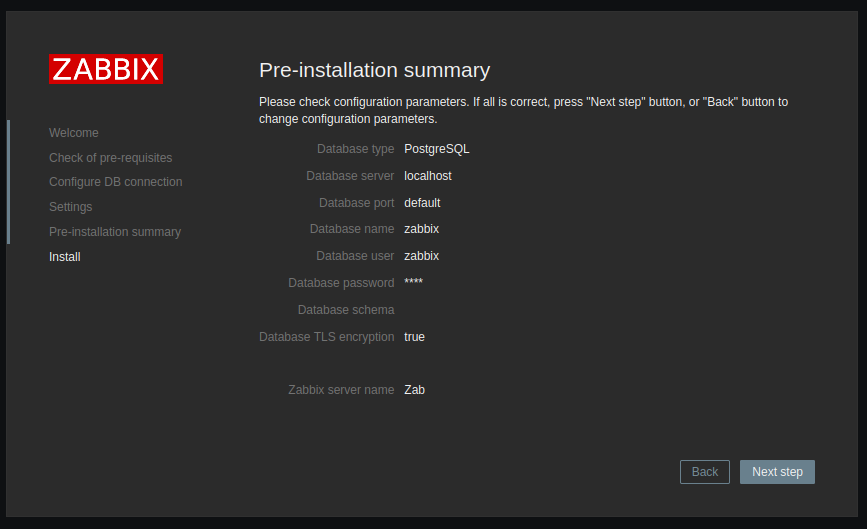 ZABBIX
Welcome
Check of pre-requisites
Configure DB connection
Settings
Pre-installation summary
Install
Pre-installation summary
Please check configuration parameters. If all is correct, press "Next step" button, or "Back" button to
change configuration parameters.
Database type PostgreSQL
Database server localhost
Database port default
Database name zabbix
Database user zabbix
Database password ****
Database schema
Database TLS encryption true
Zabbix server name Zab
Back Next step